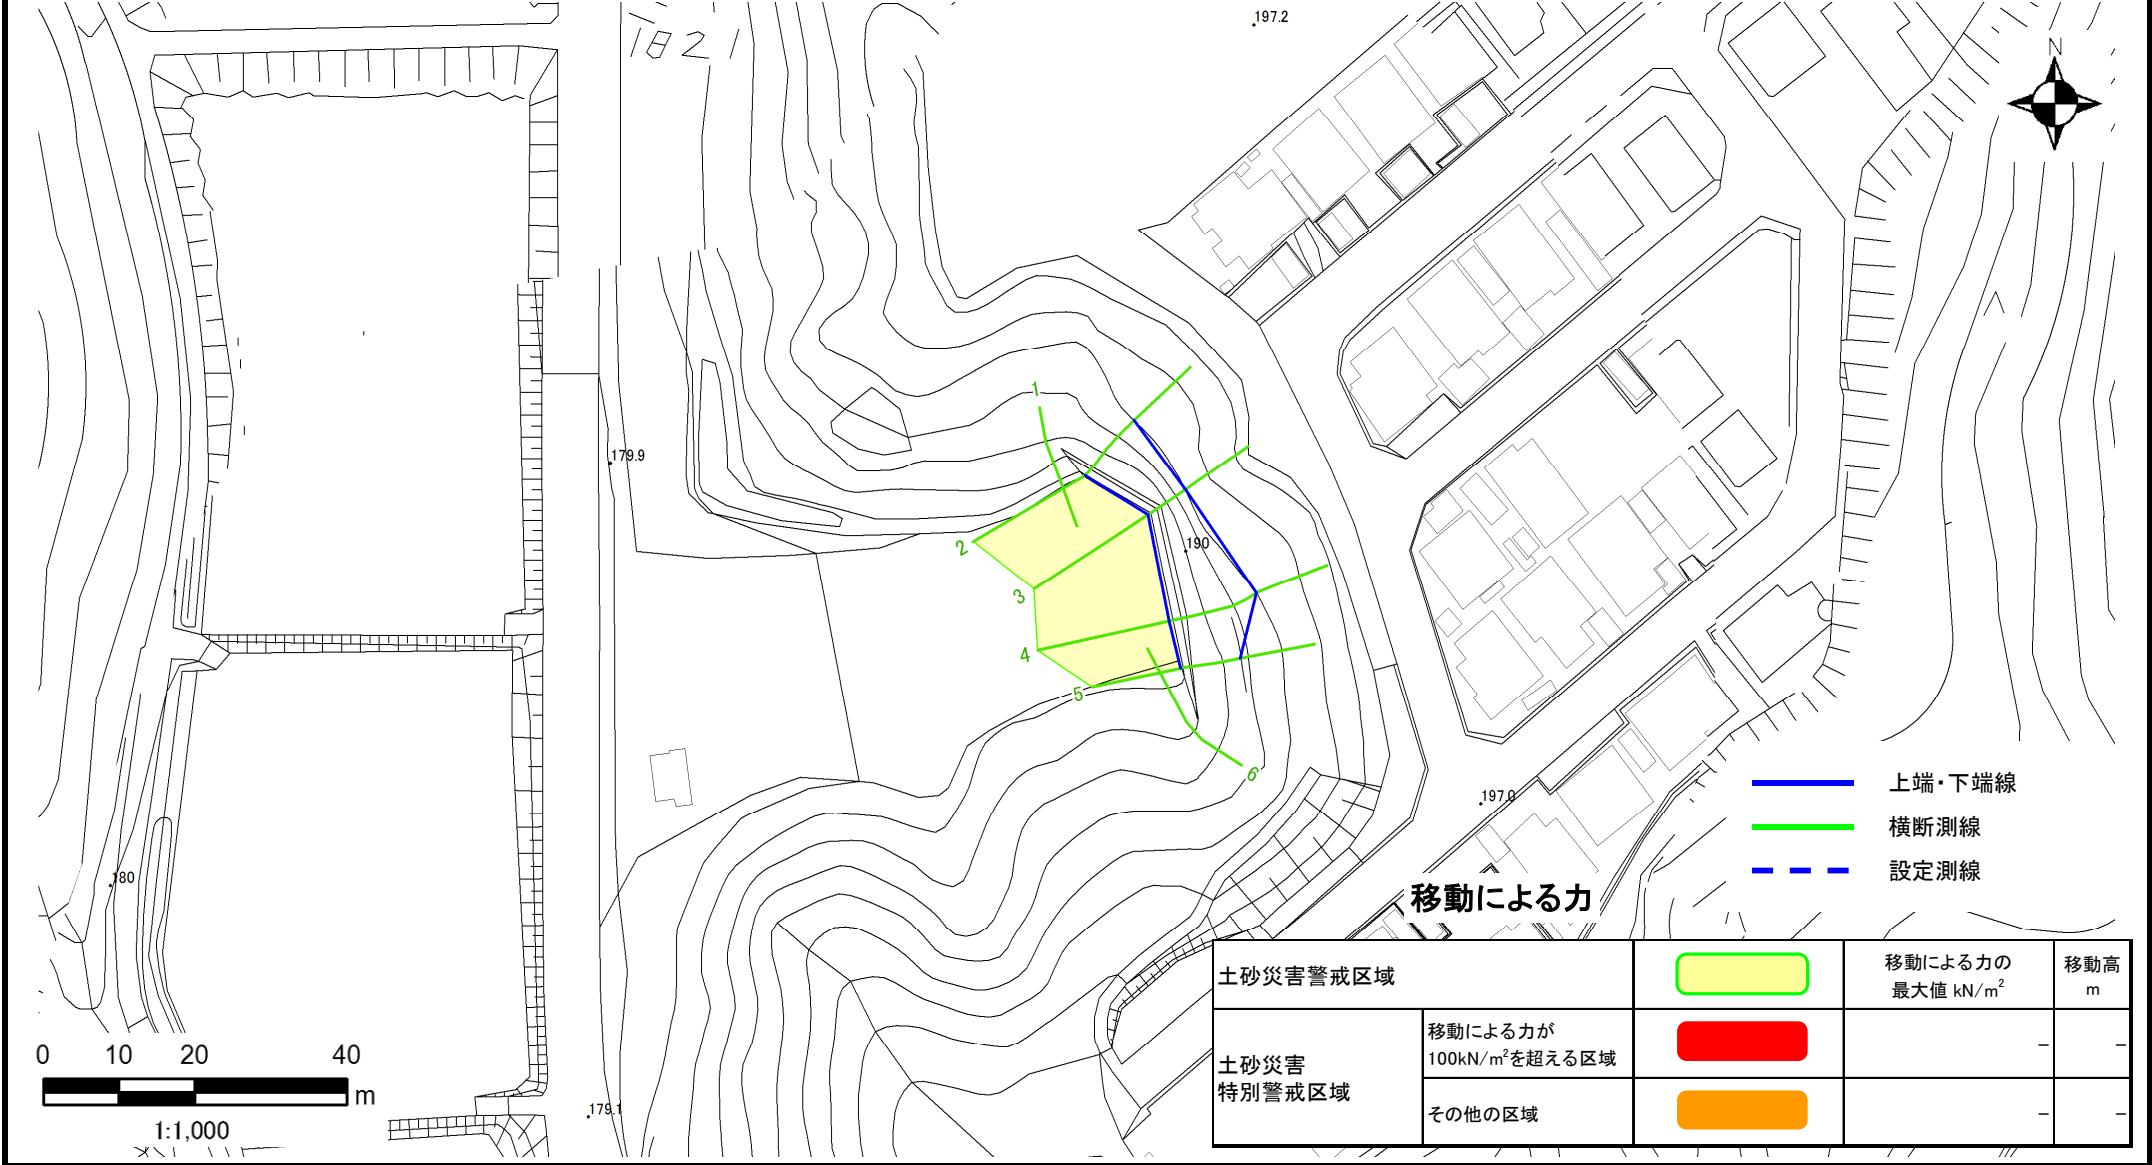 1821
197.2
N
179.9
1
2
3
4
5
6
190
197.0
180
179.1
上端・下端線
横断測線
設定測線
移動による力
土砂災害警戒区域
移動による力の
最大値 kN/m²
移動高
m
土砂災害
特別警戒区域
移動による力が
100kN/m²を超える区域
－
－
その他の区域
－
－
0 10 20 40
m
1:1,000